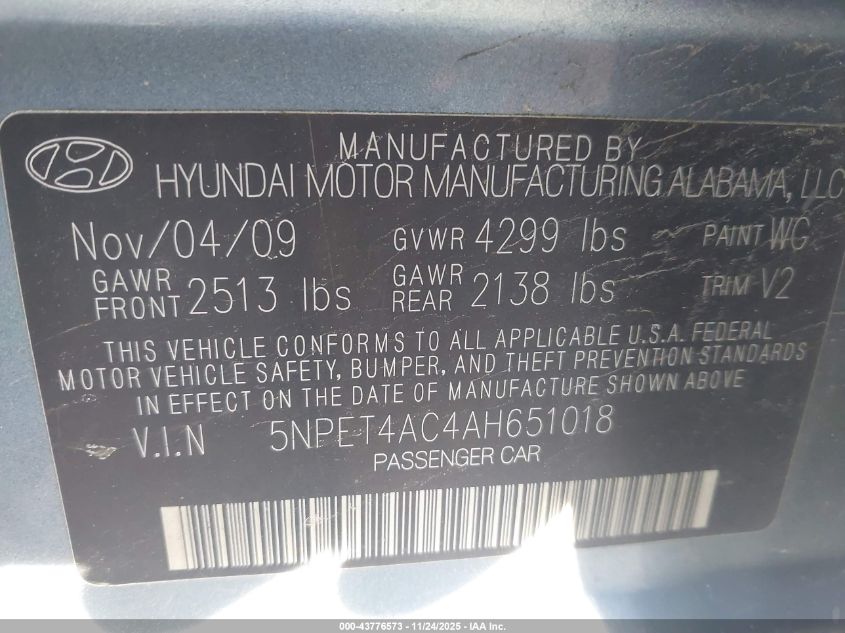 MANUFACTURED BY
HYUNDAI MOTOR MANUFACTURING ALABAMA, LLC
Nov/04/09 GVWR 4299 lbs PAINT WC
GAWR FRONT 2513 lbs GAWR REAR 2138 lbs TRIM V2
THIS VEHICLE CONFORMS TO ALL APPLICABLE U.S.A. FEDERAL
MOTOR VEHICLE SAFETY, BUMPER, AND THEFT PREVENTION STANDARDS
IN EFFECT ON THE DATE OF MANUFACTURE SHOWN ABOVE
V.I.N 5NPET4AC4AH651018
PASSENGER CAR
000-43776573 - 11/24/2025 - IAA Inc.